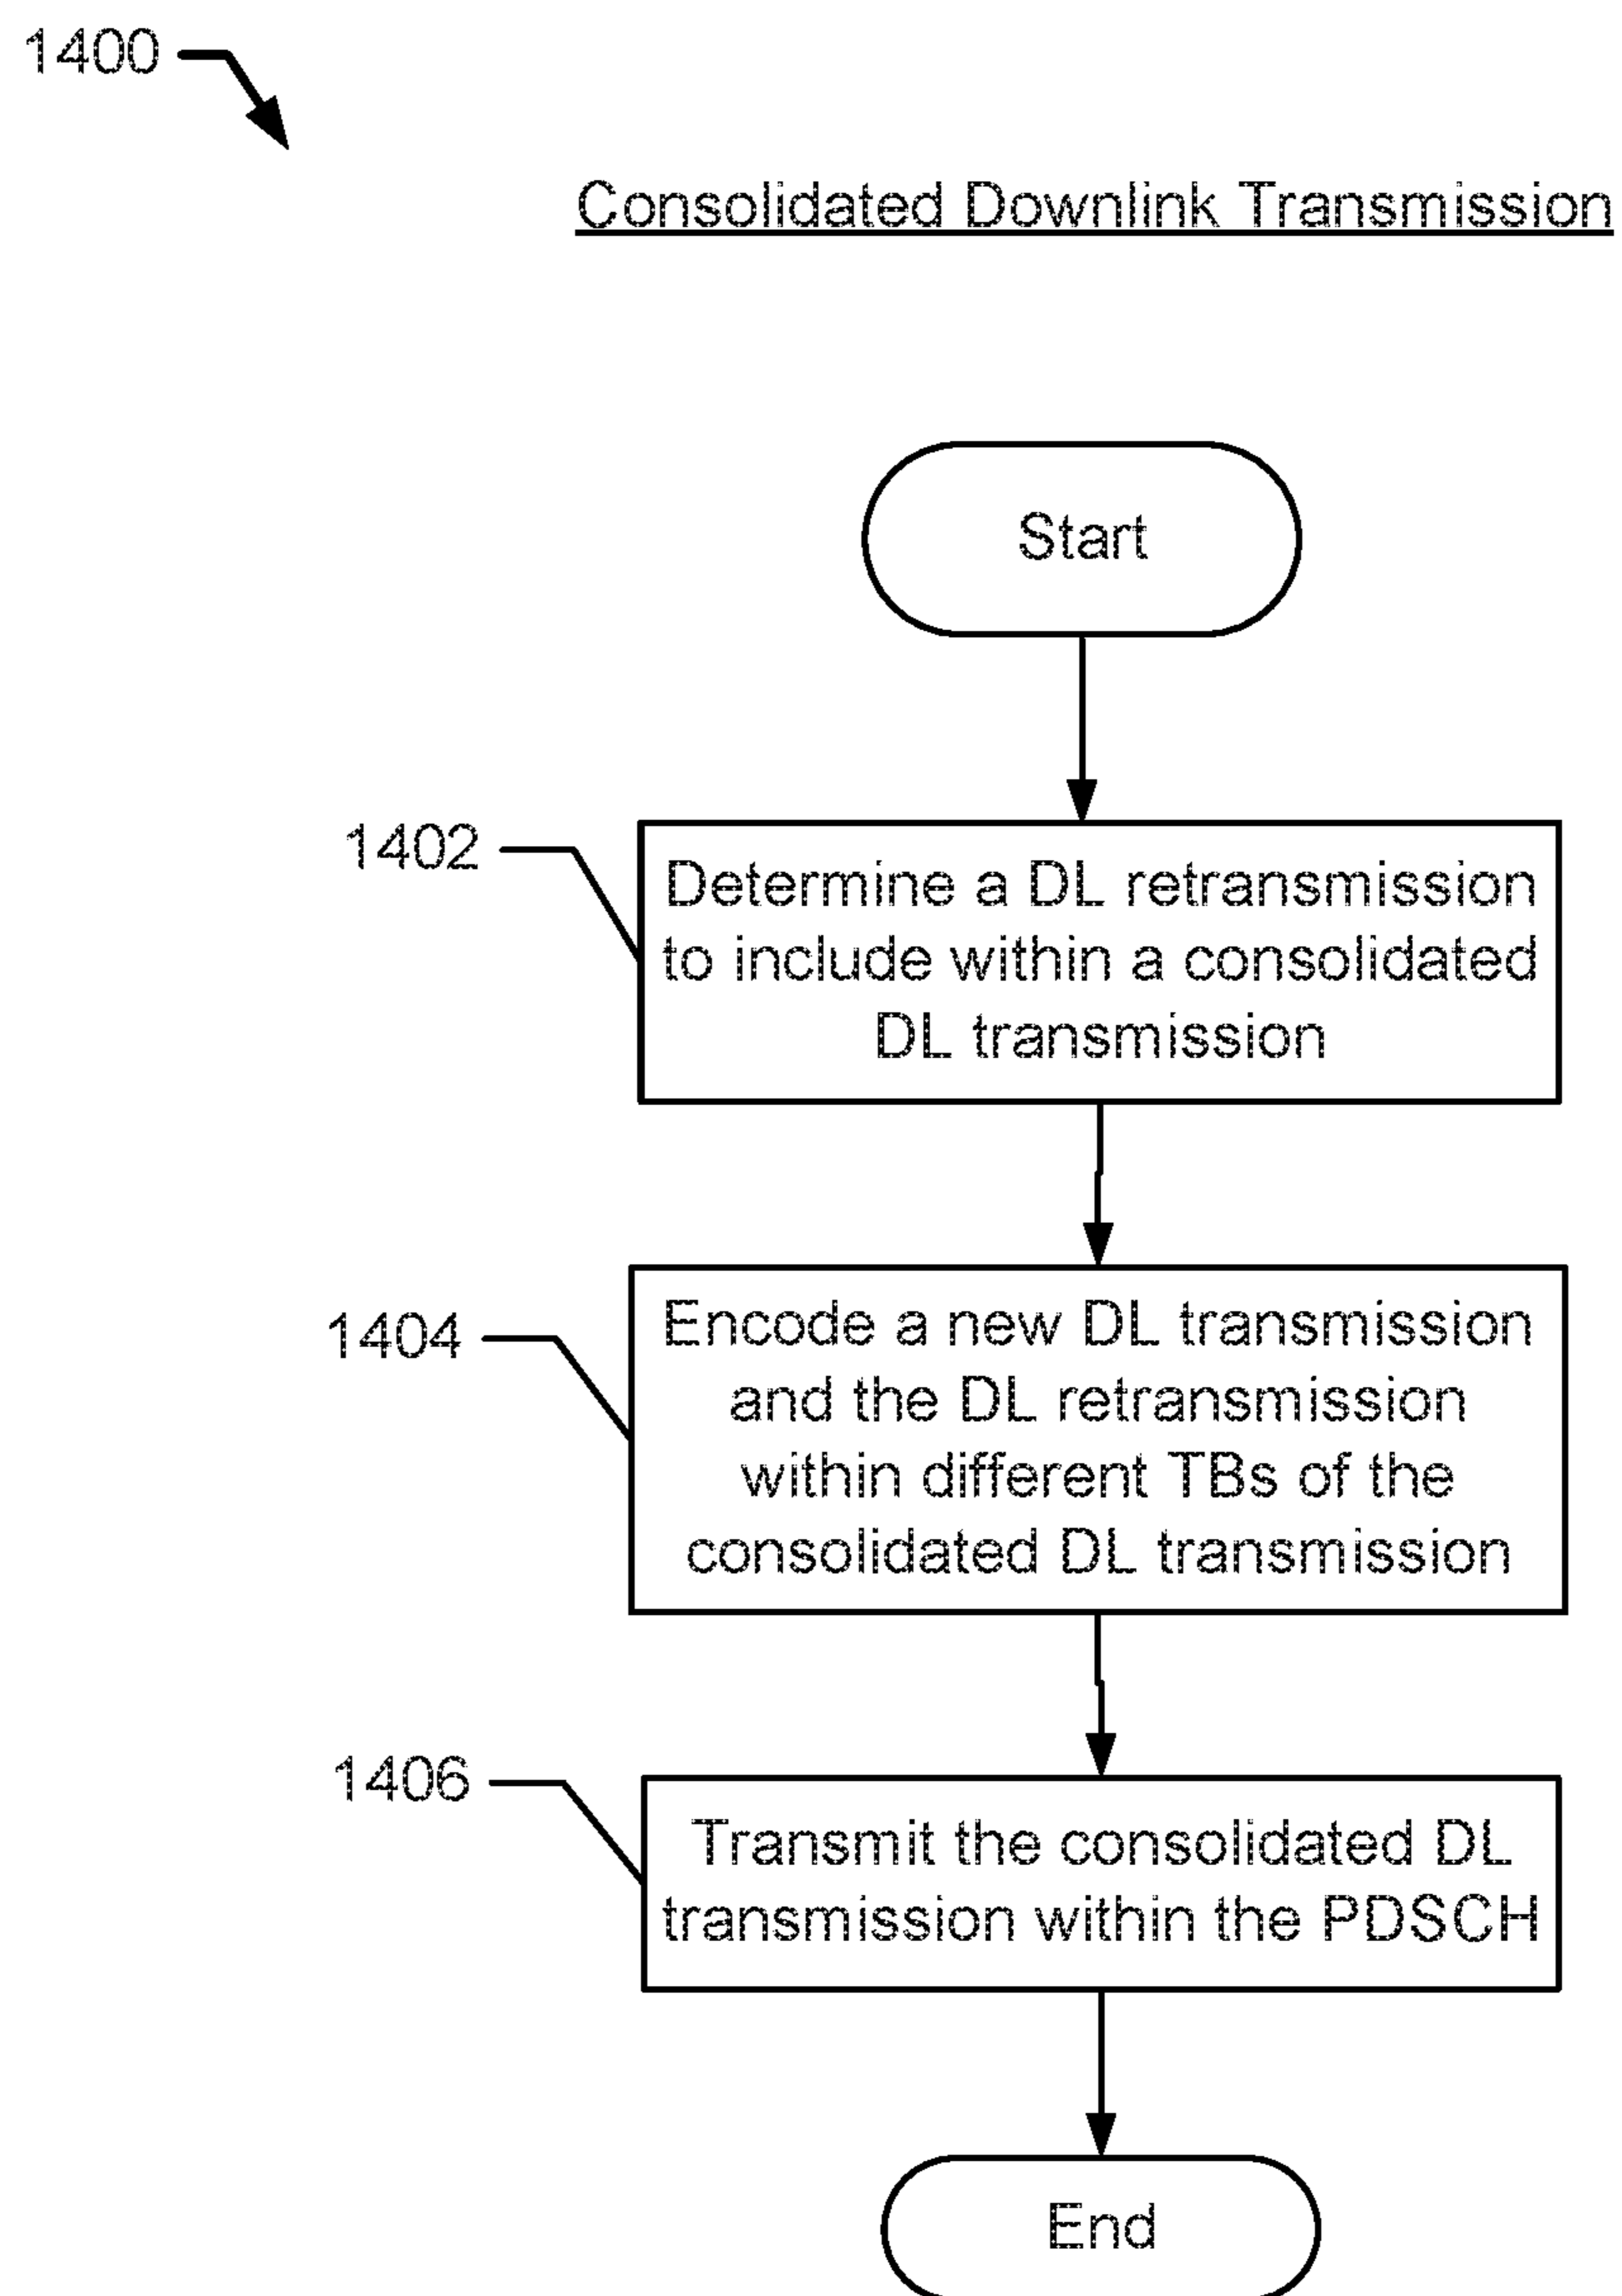 1400
Consolidated Downlink Transmission
Start
1402
Determine a DL retransmission
to include within a consolidated
DL transmission
1404
Encode a new DL transmission
and the DL retransmission
within different TBs of the
consolidated DL transmission
1406
Transmit the consolidated DL
transmission within the PDSCH
End